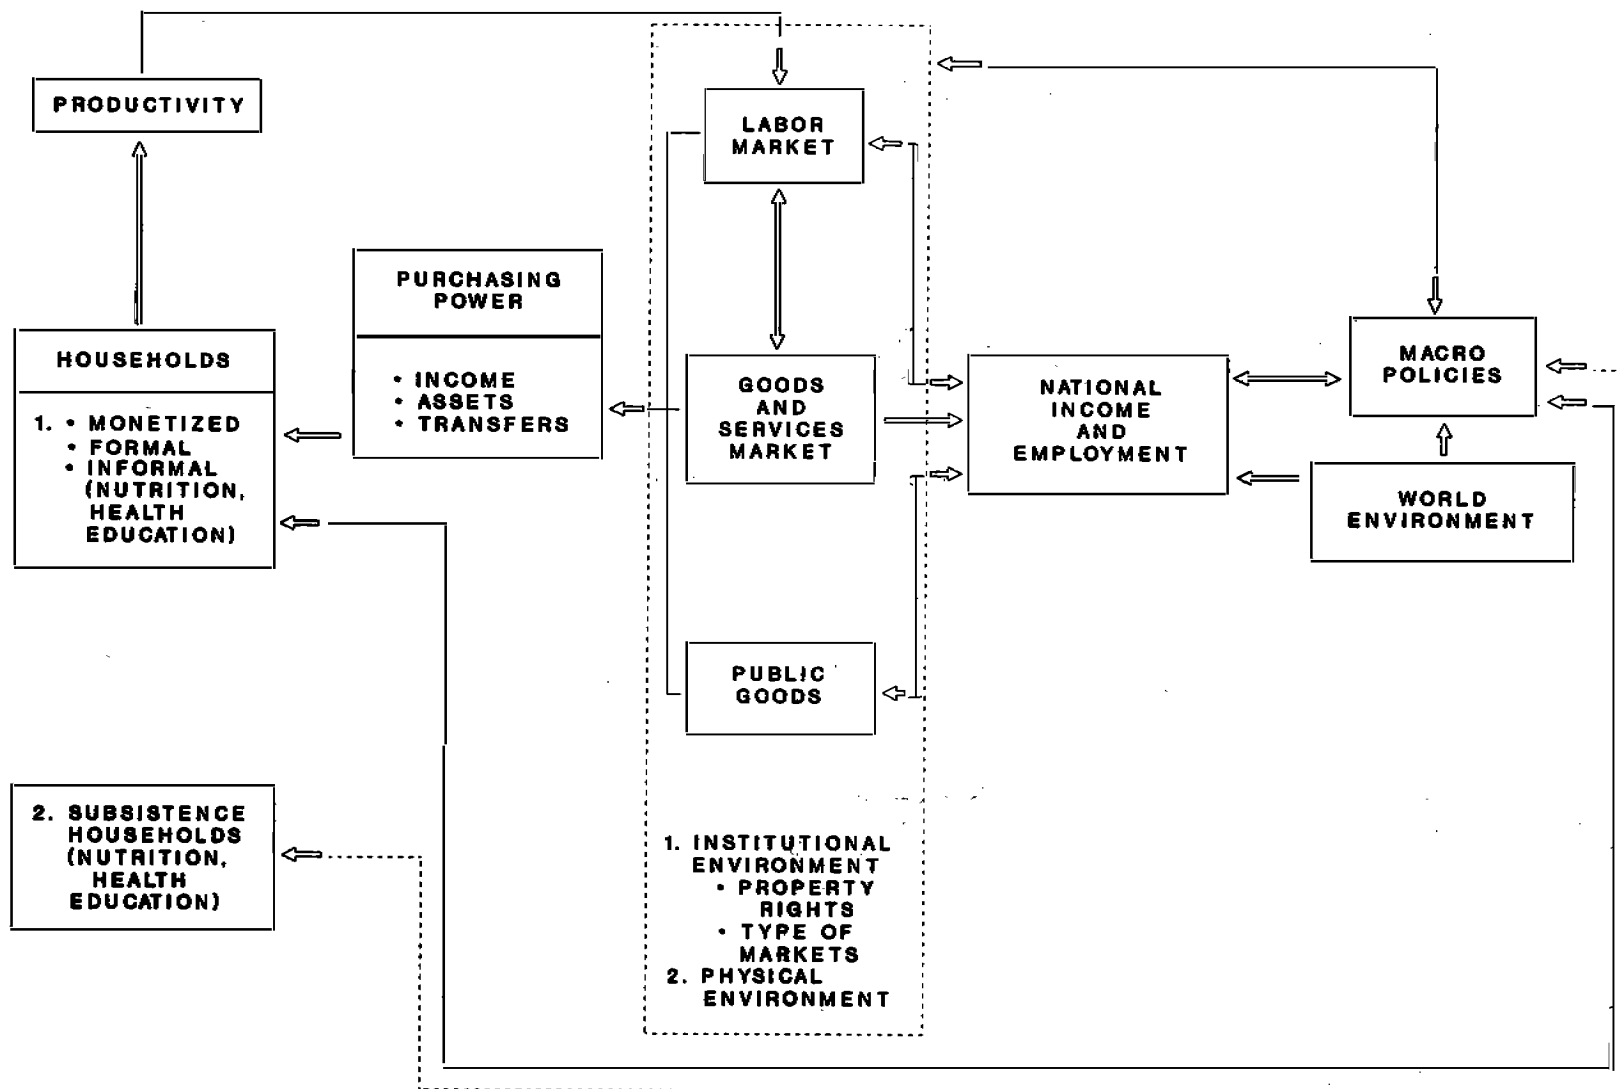 PRODUCTIVITY
LABOR
MARKET
PURCHASING
POWER
• INCOME
• ASSETS
• TRANSFERS
HOUSEHOLDS
1. • MONETIZED
• FORMAL
• INFORMAL
(NUTRITION,
HEALTH
EDUCATION)
GOODS
AND
SERVICES
MARKET
NATIONAL
INCOME
AND
EMPLOYMENT
MACRO
POLICIES
WORLD
ENVIRONMENT
PUBLIC
GOODS
2. SUBSISTENCE
HOUSEHOLDS
(NUTRITION,
HEALTH
EDUCATION)
1. INSTITUTIONAL
ENVIRONMENT
• PROPERTY
RIGHTS
• TYPE OF
MARKETS
2. PHYSICAL
ENVIRONMENT